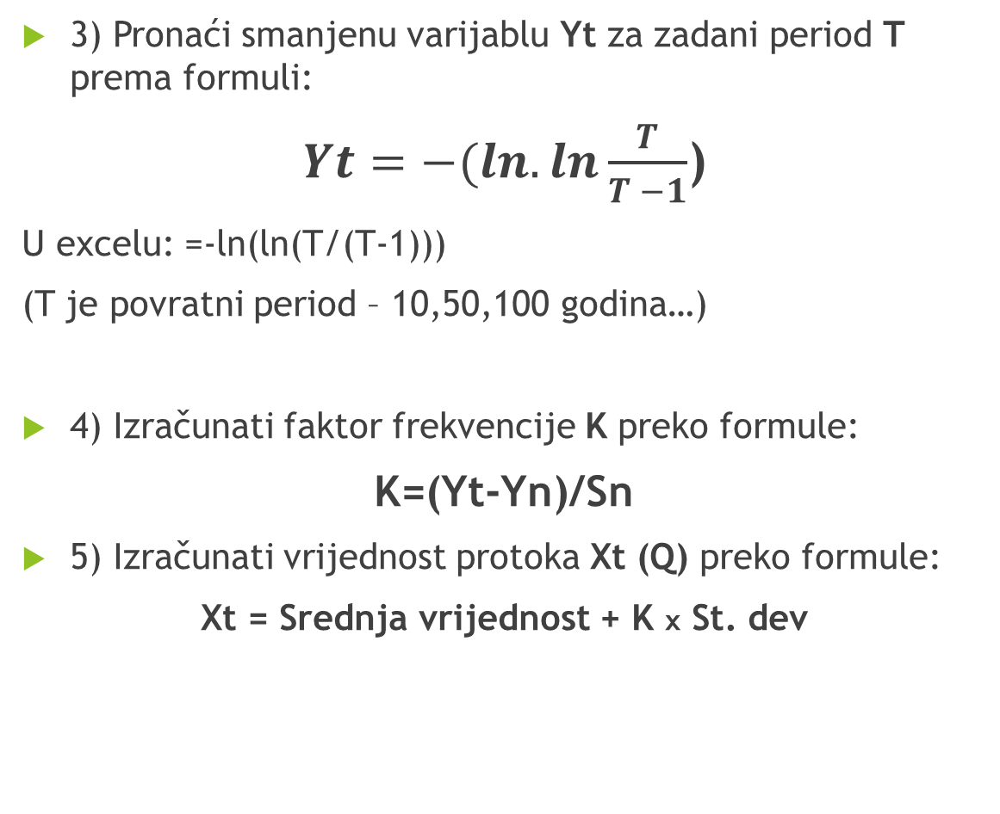 3) Pronaći smanjenu varijablu Yt za zadani period T
prema formuli:
Yt = −(ln. ln T/(T −1))
U excelu: =-ln(ln(T/(T-1)))
(T je povratni period – 10,50,100 godina…)
4) Izračunati faktor frekvencije K preko formule:
K=(Yt-Yn)/Sn
5) Izračunati vrijednost protoka Xt (Q) preko formule:
Xt = Srednja vrijednost + K x St. dev